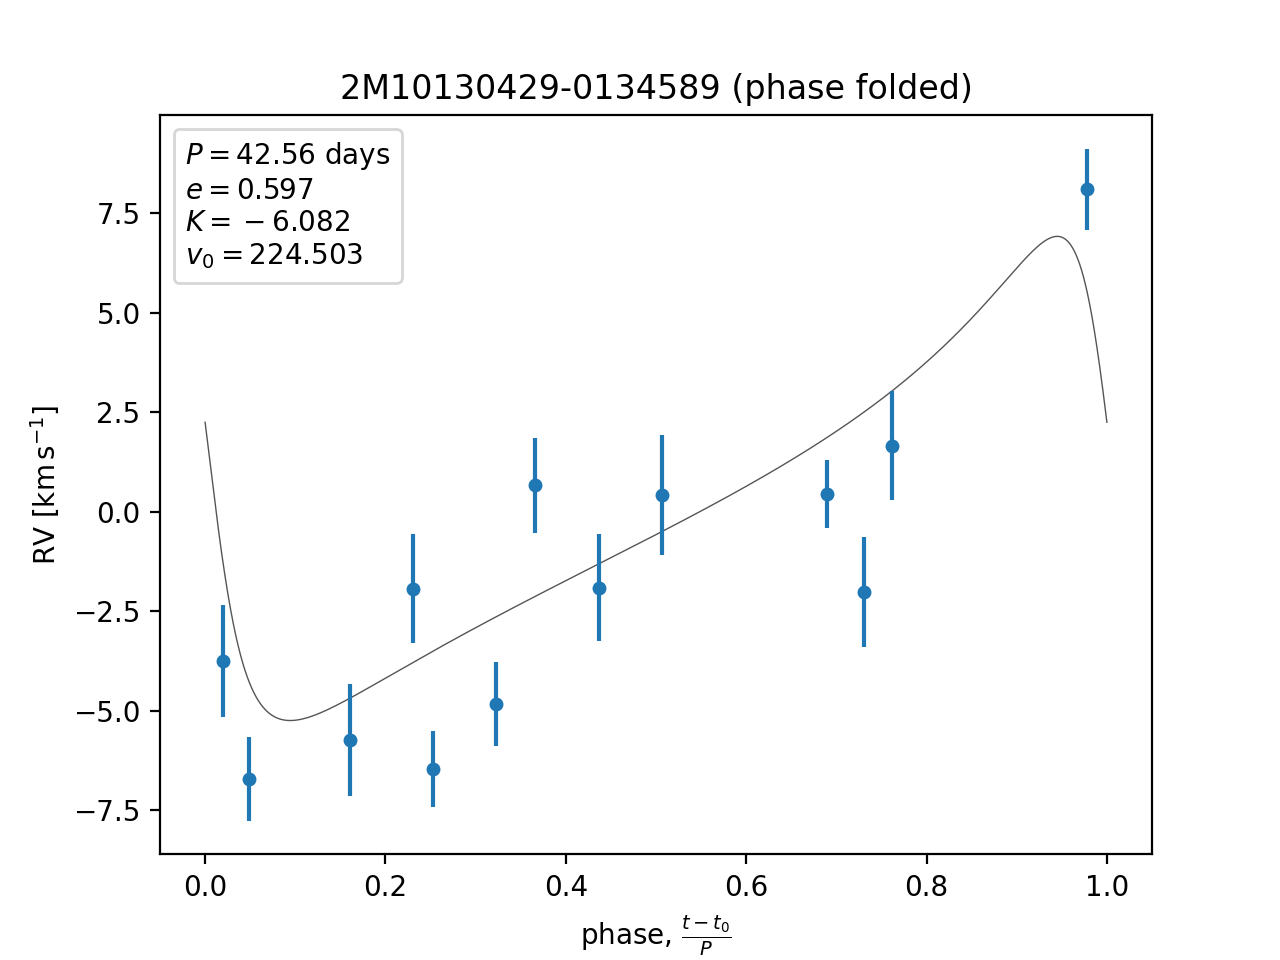 2M10130429-0134589 (phase folded)
P = 42.56 days
e = 0.597
K = −6.082
v₀ = 224.503
7.5
5.0
2.5
0.0
−2.5
−5.0
−7.5
RV [km s⁻¹]
0.0 0.2 0.4 0.6 0.8 1.0
phase, (t − t₀)/P